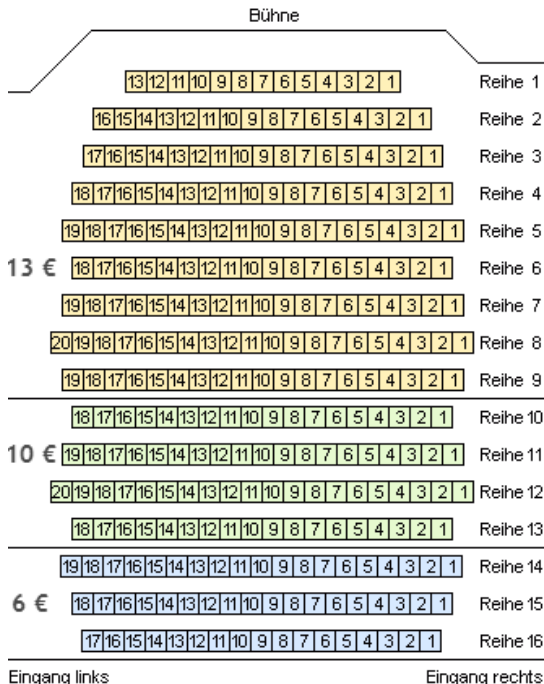 Bühne
13 12 11 10 9 8 7 6 5 4 3 2 1 Reihe 1
16 15 14 13 12 11 10 9 8 7 6 5 4 3 2 1 Reihe 2
17 16 15 14 13 12 11 10 9 8 7 6 5 4 3 2 1 Reihe 3
18 17 16 15 14 13 12 11 10 9 8 7 6 5 4 3 2 1 Reihe 4
19 18 17 16 15 14 13 12 11 10 9 8 7 6 5 4 3 2 1 Reihe 5
13 € 18 17 16 15 14 13 12 11 10 9 8 7 6 5 4 3 2 1 Reihe 6
19 18 17 16 15 14 13 12 11 10 9 8 7 6 5 4 3 2 1 Reihe 7
20 19 18 17 16 15 14 13 12 11 10 9 8 7 6 5 4 3 2 1 Reihe 8
19 18 17 16 15 14 13 12 11 10 9 8 7 6 5 4 3 2 1 Reihe 9
18 17 16 15 14 13 12 11 10 9 8 7 6 5 4 3 2 1 Reihe 10
10 € 19 18 17 16 15 14 13 12 11 10 9 8 7 6 5 4 3 2 1 Reihe 11
20 19 18 17 16 15 14 13 12 11 10 9 8 7 6 5 4 3 2 1 Reihe 12
18 17 16 15 14 13 12 11 10 9 8 7 6 5 4 3 2 1 Reihe 13
19 18 17 16 15 14 13 12 11 10 9 8 7 6 5 4 3 2 1 Reihe 14
6 € 18 17 16 15 14 13 12 11 10 9 8 7 6 5 4 3 2 1 Reihe 15
17 16 15 14 13 12 11 10 9 8 7 6 5 4 3 2 1 Reihe 16
Eingang links Eingang rechts